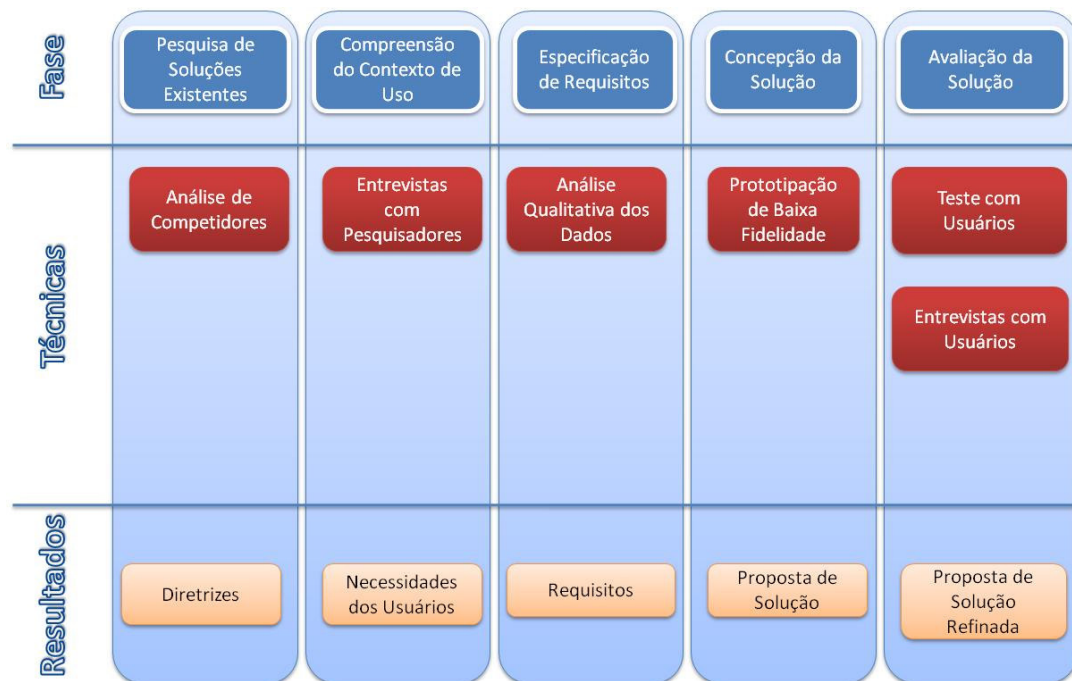 Fase
Pesquisa de
Soluções
Existentes
Compreensão
do Contexto de
Uso
Especificação
de Requisitos
Concepção da
Solução
Avaliação da
Solução
Técnicas
Análise de
Competidores
Entrevistas
com
Pesquisadores
Análise
Qualitativa dos
Dados
Prototipação
de Baixa
Fidelidade
Teste com
Usuários
Entrevistas com
Usuários
Resultados
Diretrizes
Necessidades
dos Usuários
Requisitos
Proposta de
Solução
Proposta de
Solução
Refinada